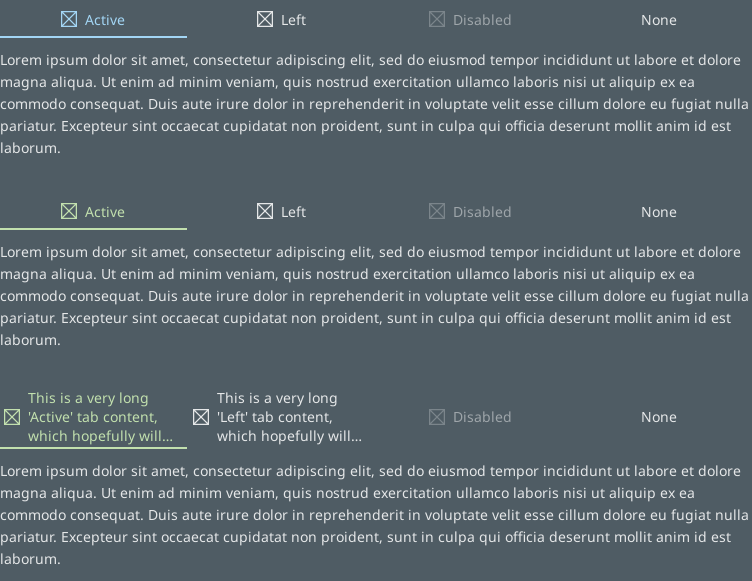 Active Left Disabled None
Lorem ipsum dolor sit amet, consectetur adipiscing elit, sed do eiusmod tempor incididunt ut labore et dolore
magna aliqua. Ut enim ad minim veniam, quis nostrud exercitation ullamco laboris nisi ut aliquip ex ea
commodo consequat. Duis aute irure dolor in reprehenderit in voluptate velit esse cillum dolore eu fugiat nulla
pariatur. Excepteur sint occaecat cupidatat non proident, sunt in culpa qui officia deserunt mollit anim id est
laborum.
Active Left Disabled None
Lorem ipsum dolor sit amet, consectetur adipiscing elit, sed do eiusmod tempor incididunt ut labore et dolore
magna aliqua. Ut enim ad minim veniam, quis nostrud exercitation ullamco laboris nisi ut aliquip ex ea
commodo consequat. Duis aute irure dolor in reprehenderit in voluptate velit esse cillum dolore eu fugiat nulla
pariatur. Excepteur sint occaecat cupidatat non proident, sunt in culpa qui officia deserunt mollit anim id est
laborum.
This is a very long
'Active' tab content,
which hopefully will...
This is a very long
'Left' tab content,
which hopefully will...
Disabled
None
Lorem ipsum dolor sit amet, consectetur adipiscing elit, sed do eiusmod tempor incididunt ut labore et dolore
magna aliqua. Ut enim ad minim veniam, quis nostrud exercitation ullamco laboris nisi ut aliquip ex ea
commodo consequat. Duis aute irure dolor in reprehenderit in voluptate velit esse cillum dolore eu fugiat nulla
pariatur. Excepteur sint occaecat cupidatat non proident, sunt in culpa qui officia deserunt mollit anim id est
laborum.